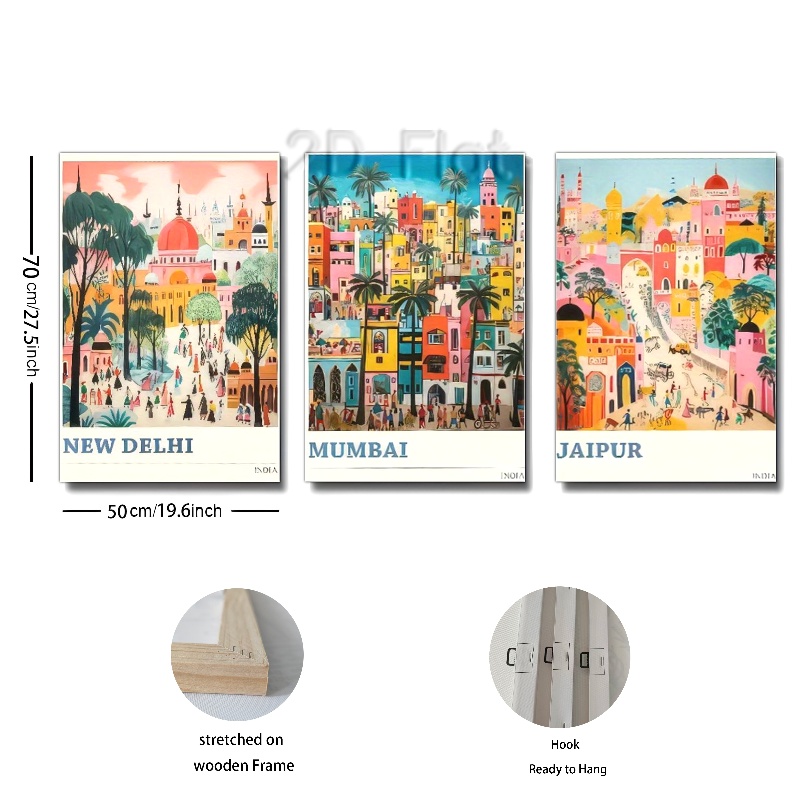 2D Flat
70 cm/27.5inch
NEW DELHI
INDIA
MUMBAI
INDIA
JAIPUR
INDIA
50 cm/19.6inch
stretched on
wooden Frame
Hook
Ready to Hang